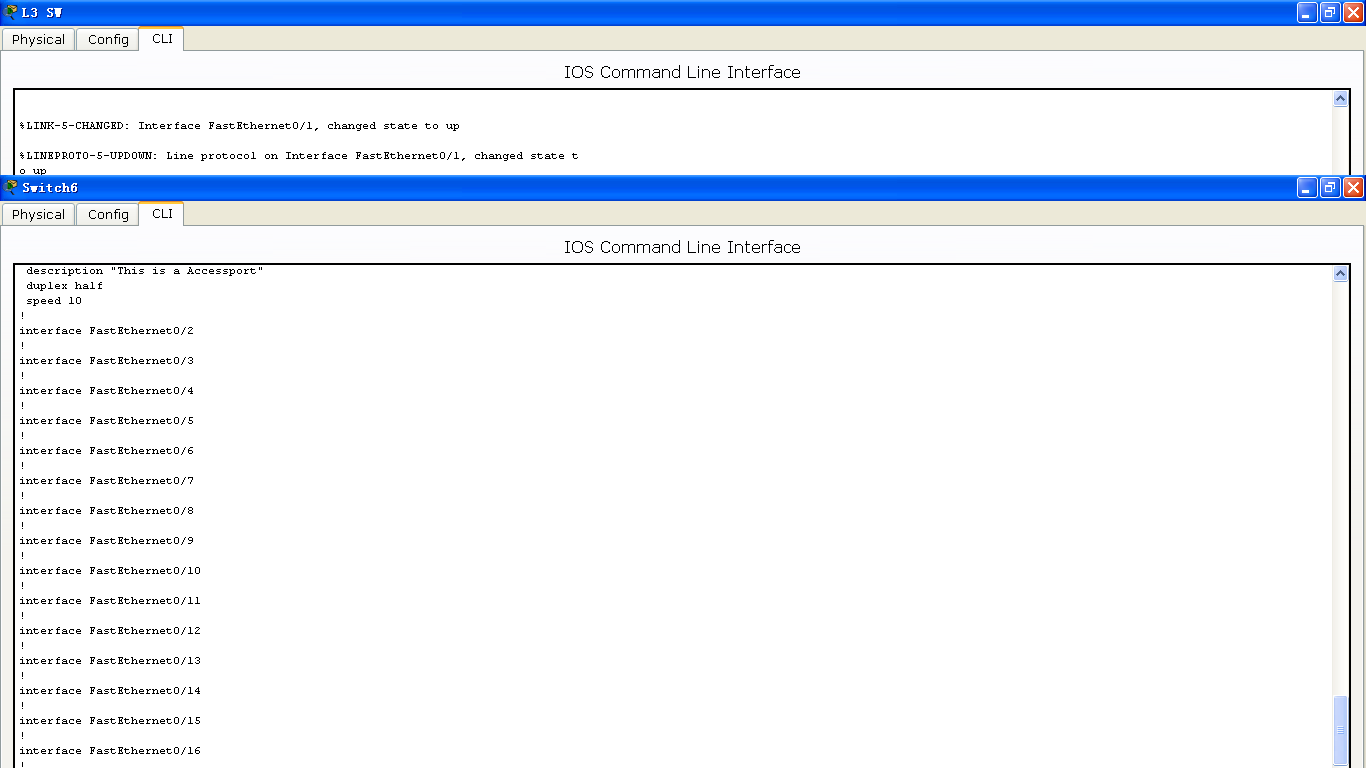 L3 SW
Physical Config CLI
IOS Command Line Interface
%LINK-5-CHANGED: Interface FastEthernet0/1, changed state to up
%LINEPROTO-5-UPDOWN: Line protocol on Interface FastEthernet0/1, changed state t
o up
Switch6
Physical Config CLI
IOS Command Line Interface
description "This is a Accessport"
duplex half
speed 10
!
interface FastEthernet0/2
!
interface FastEthernet0/3
!
interface FastEthernet0/4
!
interface FastEthernet0/5
!
interface FastEthernet0/6
!
interface FastEthernet0/7
!
interface FastEthernet0/8
!
interface FastEthernet0/9
!
interface FastEthernet0/10
!
interface FastEthernet0/11
!
interface FastEthernet0/12
!
interface FastEthernet0/13
!
interface FastEthernet0/14
!
interface FastEthernet0/15
!
interface FastEthernet0/16
!